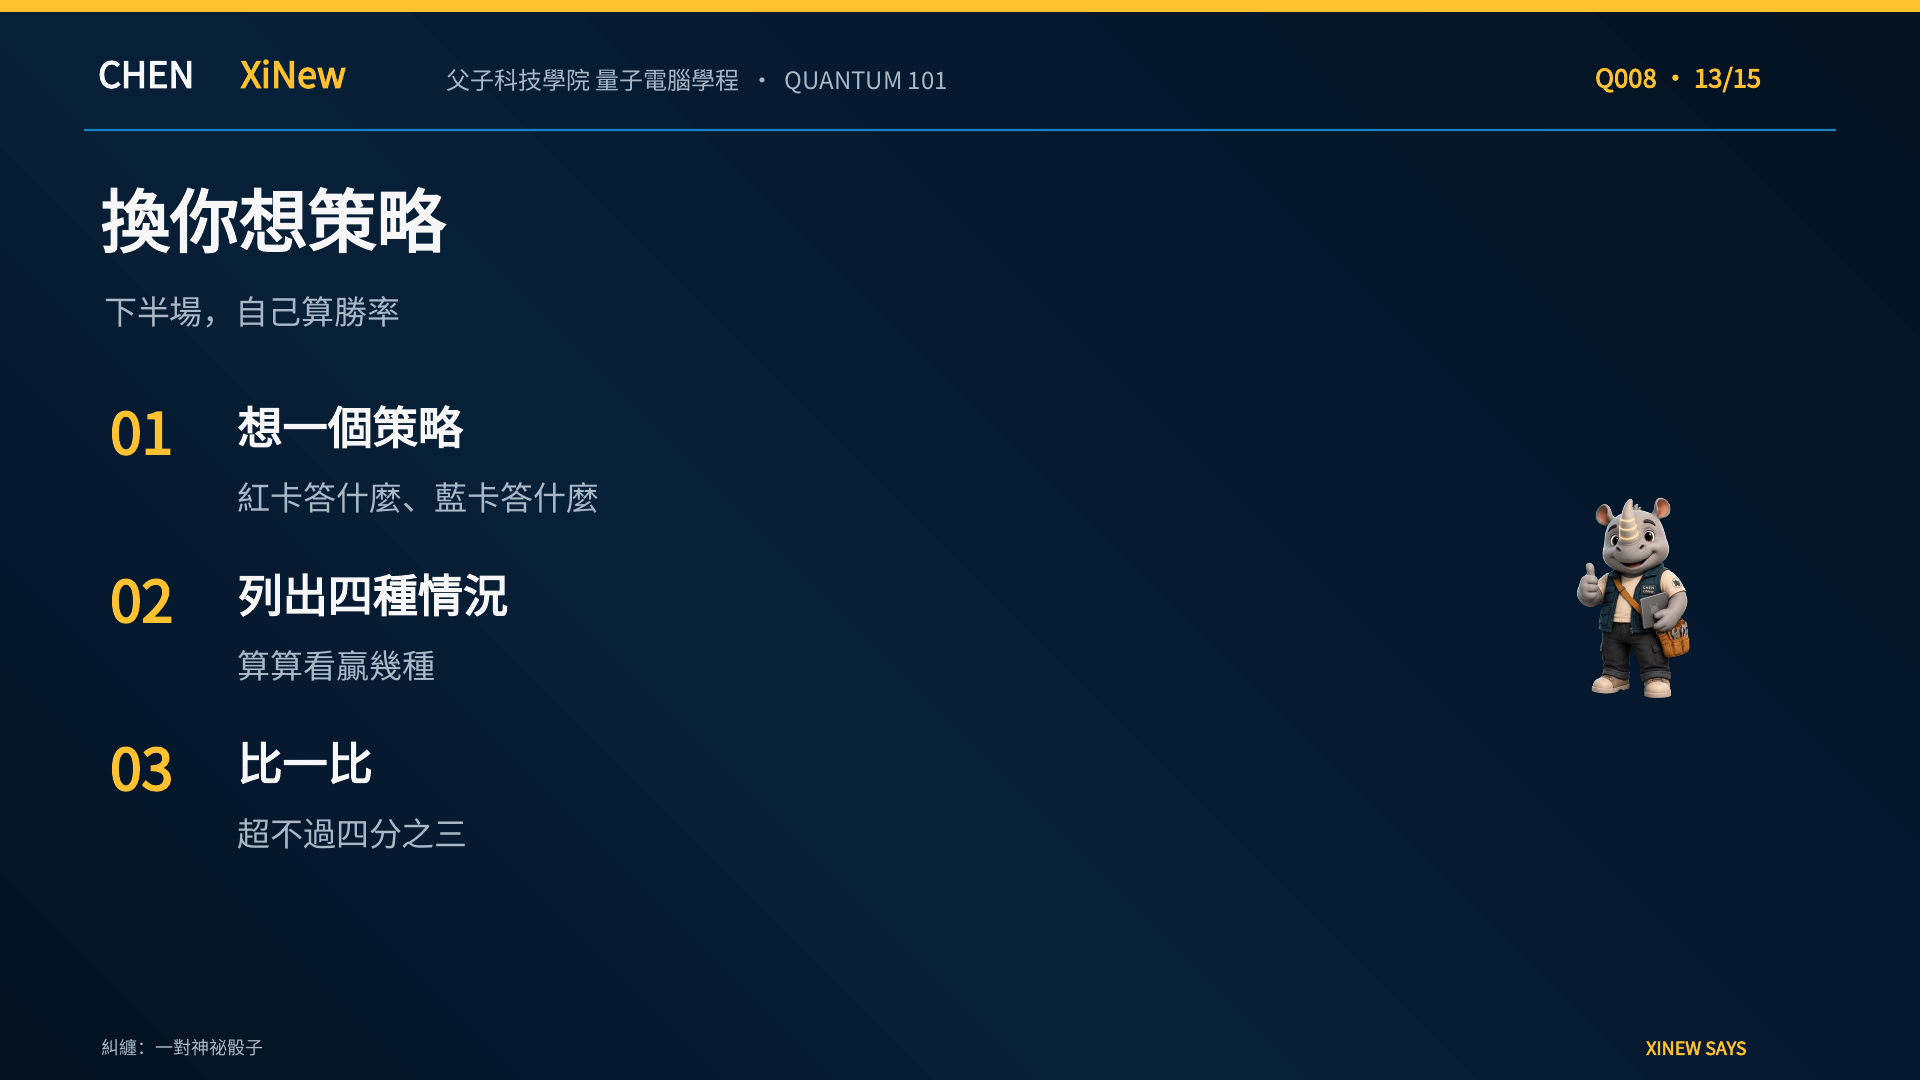 CHEN XiNew 父子科技學院 量子電腦學程 · QUANTUM 101 Q008 · 13/15
換你想策略
下半場，自己算勝率
01 想一個策略
紅卡答什麼、藍卡答什麼
02 列出四種情況
算算看贏幾種
03 比一比
超不過四分之三
糾纏：一對神祕骰子 XINEW SAYS